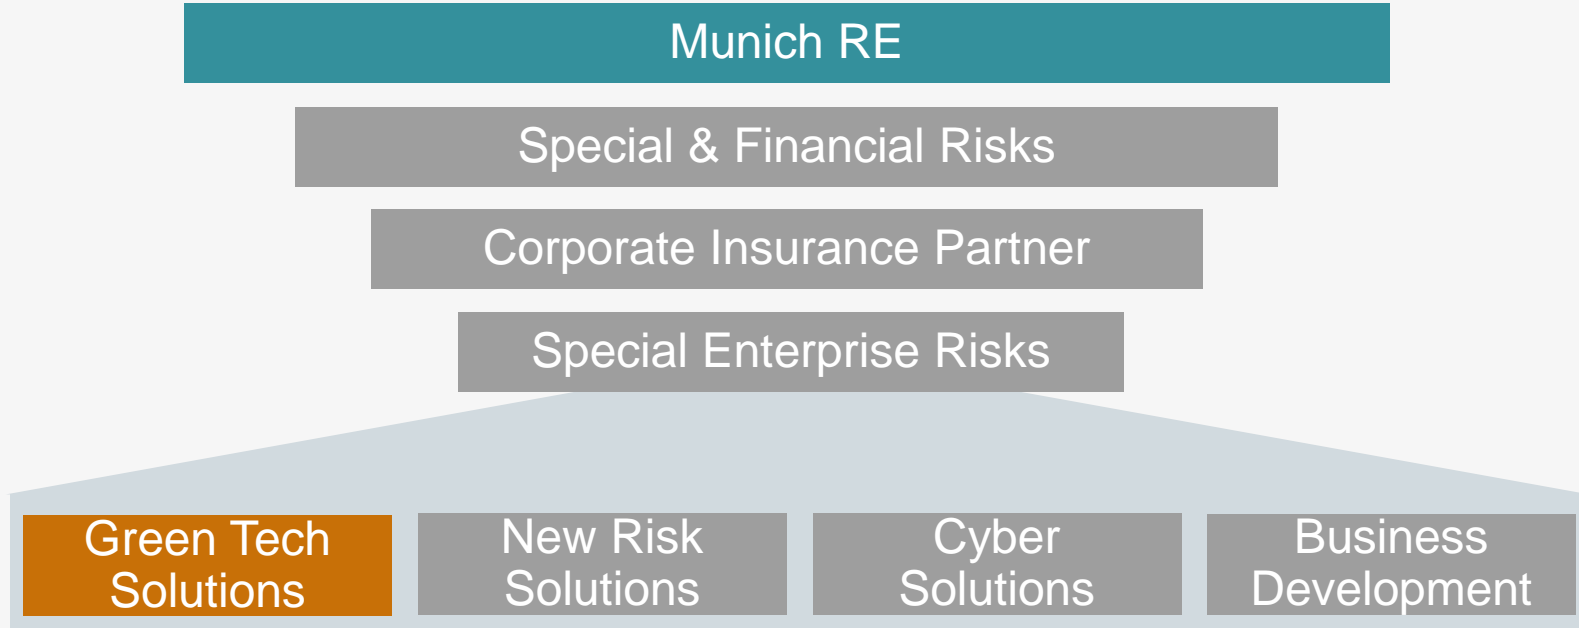 Munich RE
Special & Financial Risks
Corporate Insurance Partner
Special Enterprise Risks
Green Tech
Solutions
New Risk
Solutions
Cyber
Solutions
Business
Development